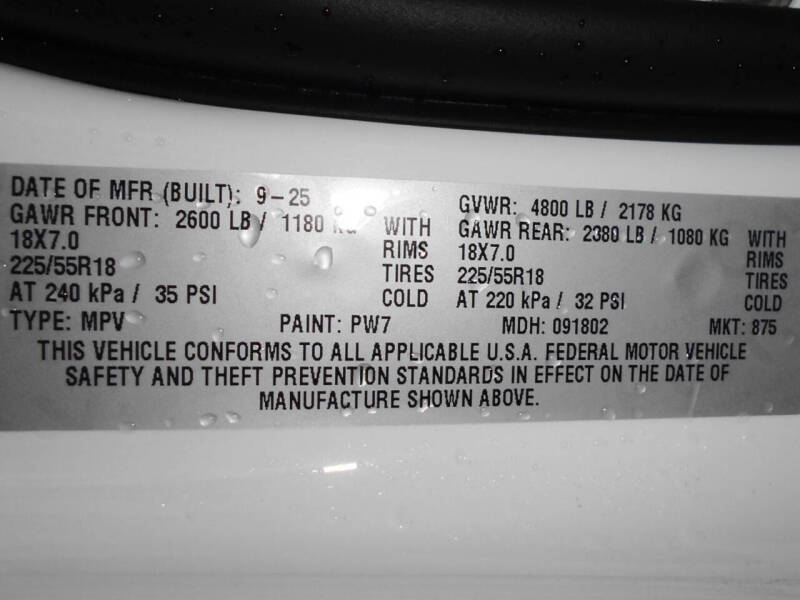 DATE OF MFR (BUILT): 9-25 GVWR: 4800 LB / 2178 KG
GAWR FRONT: 2600 LB / 1180 WITH GAWR REAR: 2380 LB / 1080 KG WITH
18X7.0 RIMS 18X7.0 RIMS
225/55R18 TIRES 225/55R18 TIRES
AT 240 kPa / 35 PSI COLD AT 220 kPa / 32 PSI COLD
TYPE: MPV PAINT: PW7 MDH: 091802 MKT: 875
THIS VEHICLE CONFORMS TO ALL APPLICABLE U.S.A. FEDERAL MOTOR VEHICLE
SAFETY AND THEFT PREVENTION STANDARDS IN EFFECT ON THE DATE OF
MANUFACTURE SHOWN ABOVE.